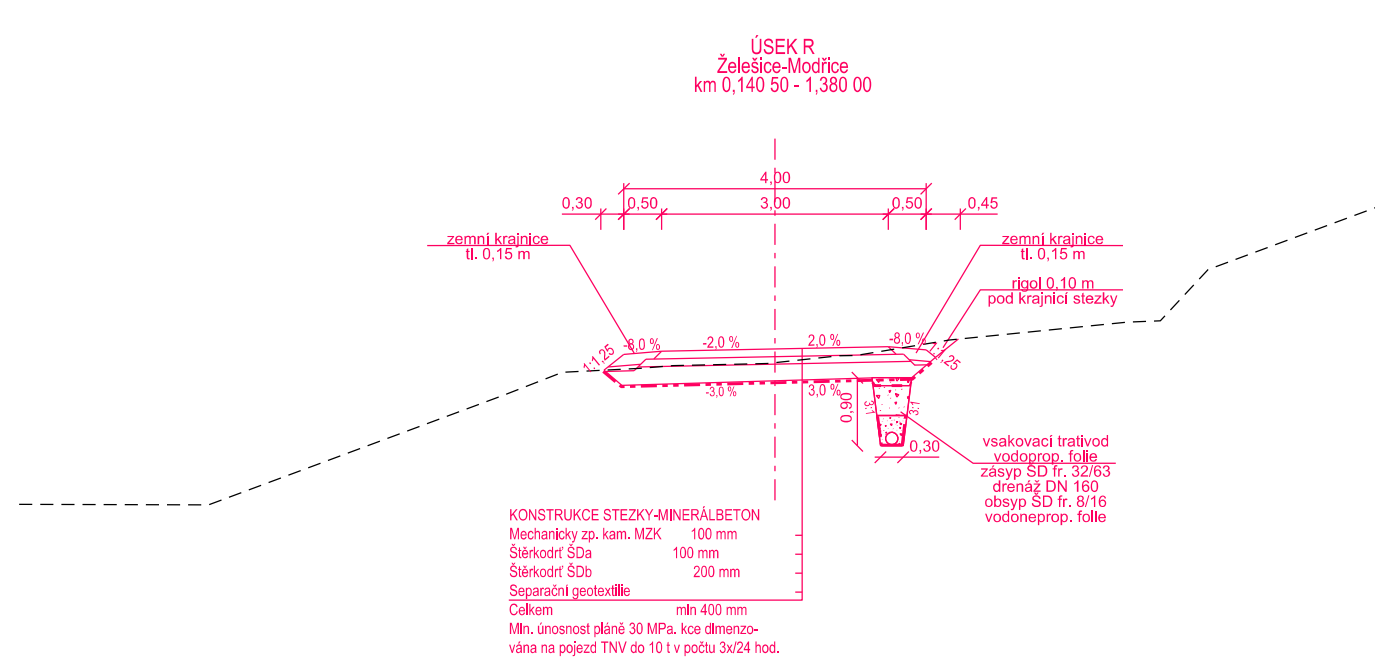 ÚSEK R
Želešice-Modřice
km 0,140 50 - 1,380 00
4,00
0,30 0,50 3,00 0,50 0,45
zemní krajnice
tl. 0,15 m
zemní krajnice
tl. 0,15 m
rigol 0,10 m
pod krajnicí stezky
1:1,25 -8,0 % -2,0 % 2,0 % -8,0 % 1:1,25
-3,0 % 3,0 %
0,90 3:1 3:1
0,30
vsakovací trativod
vodoprop. folie
zásyp ŠD fr. 32/63
drenáž DN 160
obsyp ŠD fr. 8/16
vodoneprop. folie
KONSTRUKCE STEZKY-MINERÁLBETON
Mechanicky zp. kam. MZK 100 mm
Štěrkodrť ŠDa 100 mm
Štěrkodrť ŠDb 200 mm
Separační geotextilie
Celkem min 400 mm
Min. únosnost pláně 30 MPa. kce dimenzo-
vána na pojezd TNV do 10 t v počtu 3x/24 hod.